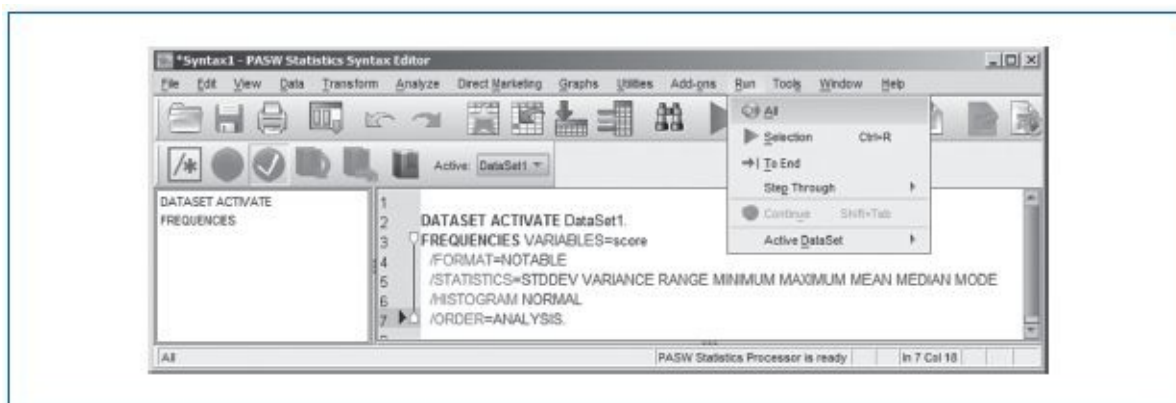 *Syntax1 - PASW Statistics Syntax Editor
File Edit View Data Transform Analyze Direct Marketing Graphs Utilities Add-ons Run Tools Window Help
All
Selection Ctrl+R
To End
Step Through
Continue Shift+Tab
Active DataSet
Active: DataSet1
DATASET ACTIVATE
FREQUENCIES
1
2 DATASET ACTIVATE DataSet1.
3 FREQUENCIES VARIABLES=score
4 /FORMAT=NOTABLE
5 /STATISTICS=STDDEV VARIANCE RANGE MINIMUM MAXIMUM MEAN MEDIAN MODE
6 /HISTOGRAM NORMAL
7 /ORDER=ANALYSIS.
All PASW Statistics Processor is ready In 7 Col 18